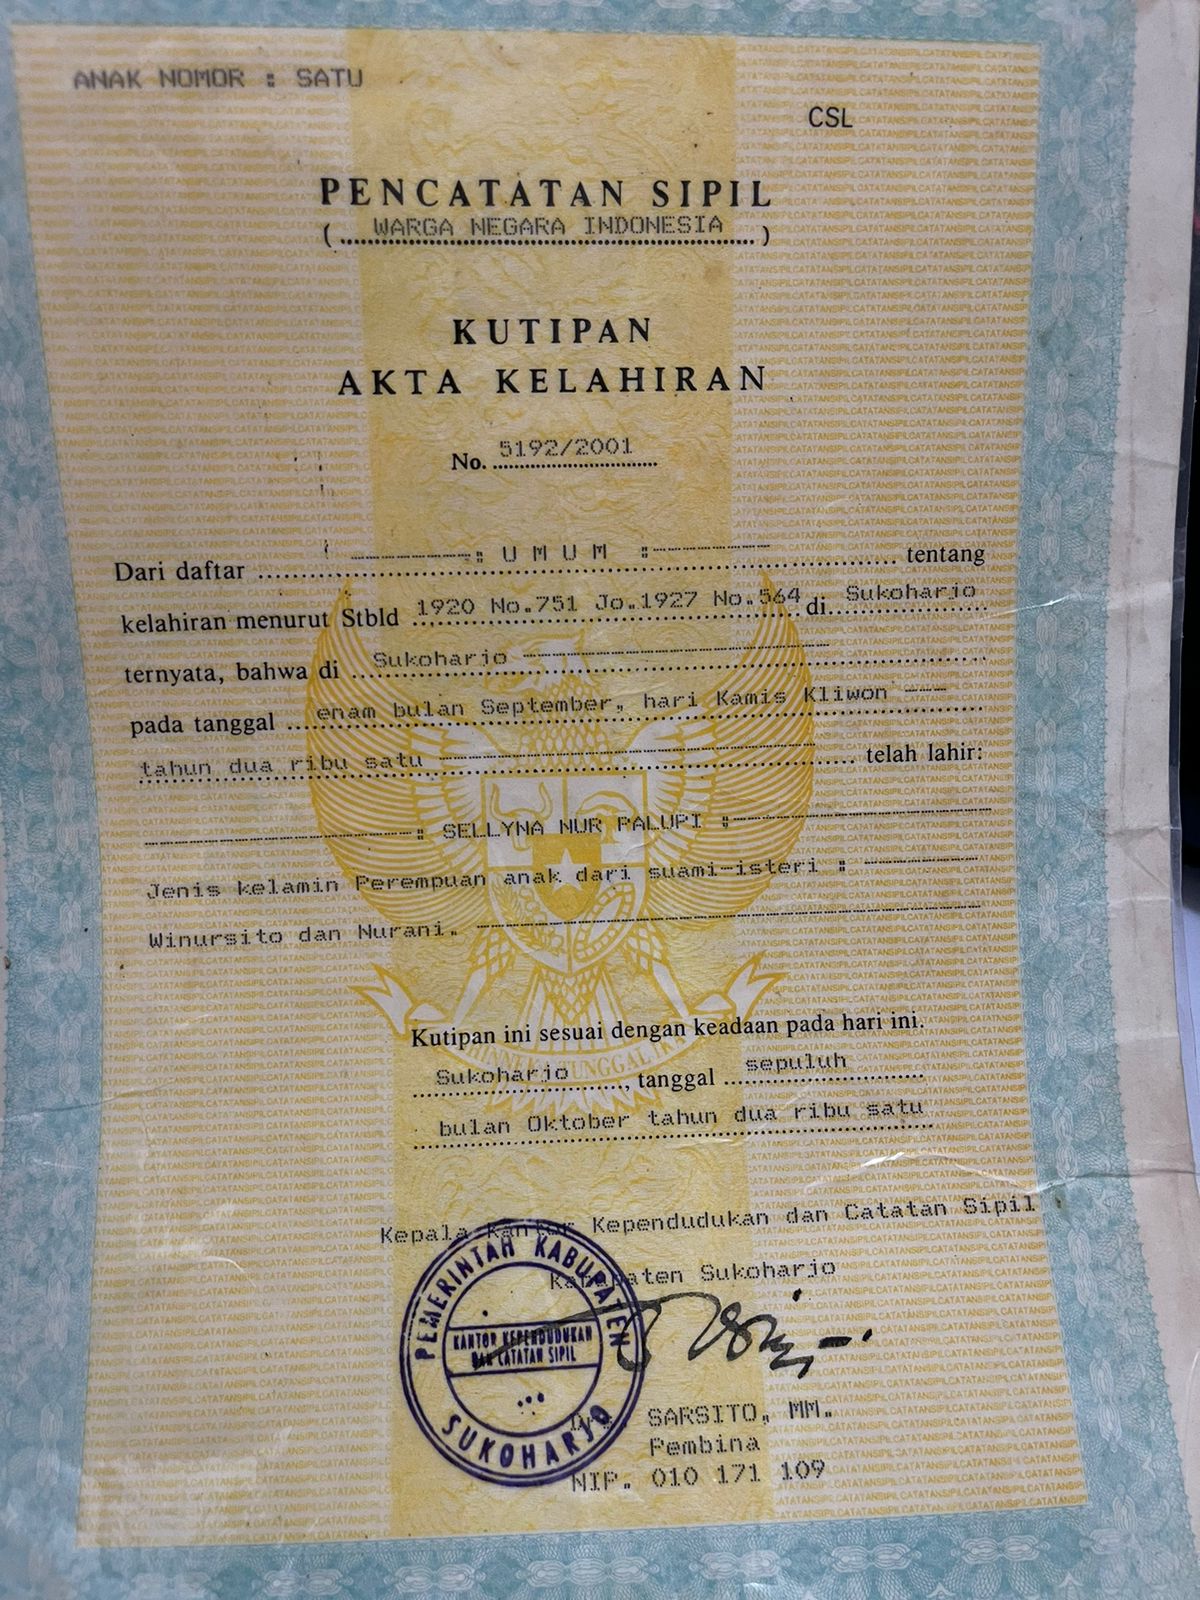 ANAK NOMOR : SATU
CSL
PENCATATAN SIPIL
( WARGA NEGARA INDONESIA )
KUTIPAN
AKTA KELAHIRAN
No. 5192/2001
Dari daftar ----------: U M U M :---------- tentang
kelahiran menurut Stbld 1920 No.751 Jo.1927 No.564 di Sukoharjo
ternyata, bahwa di Sukoharjo ----------
pada tanggal enam bulan September, hari Kamis Kliwon ---
tahun dua ribu satu ---------- telah lahir:
----------: SELLYNA NUR PALUPI :----------
Jenis kelamin Perempuan anak dari suami-isteri : ----------
Winursito dan Nurani. ----------
Kutipan ini sesuai dengan keadaan pada hari ini.
Sukoharjo, tanggal sepuluh
bulan Oktober tahun dua ribu satu
Kepala Kantor Kependudukan dan Catatan Sipil
Kabupaten Sukoharjo
PEMERINTAH KABUPATEN
KANTOR KEPENDUDUKAN
DAN CATATAN SIPIL
SUKOHARJO
SARSITO, MM.
Pembina
NIP. 010 171 109